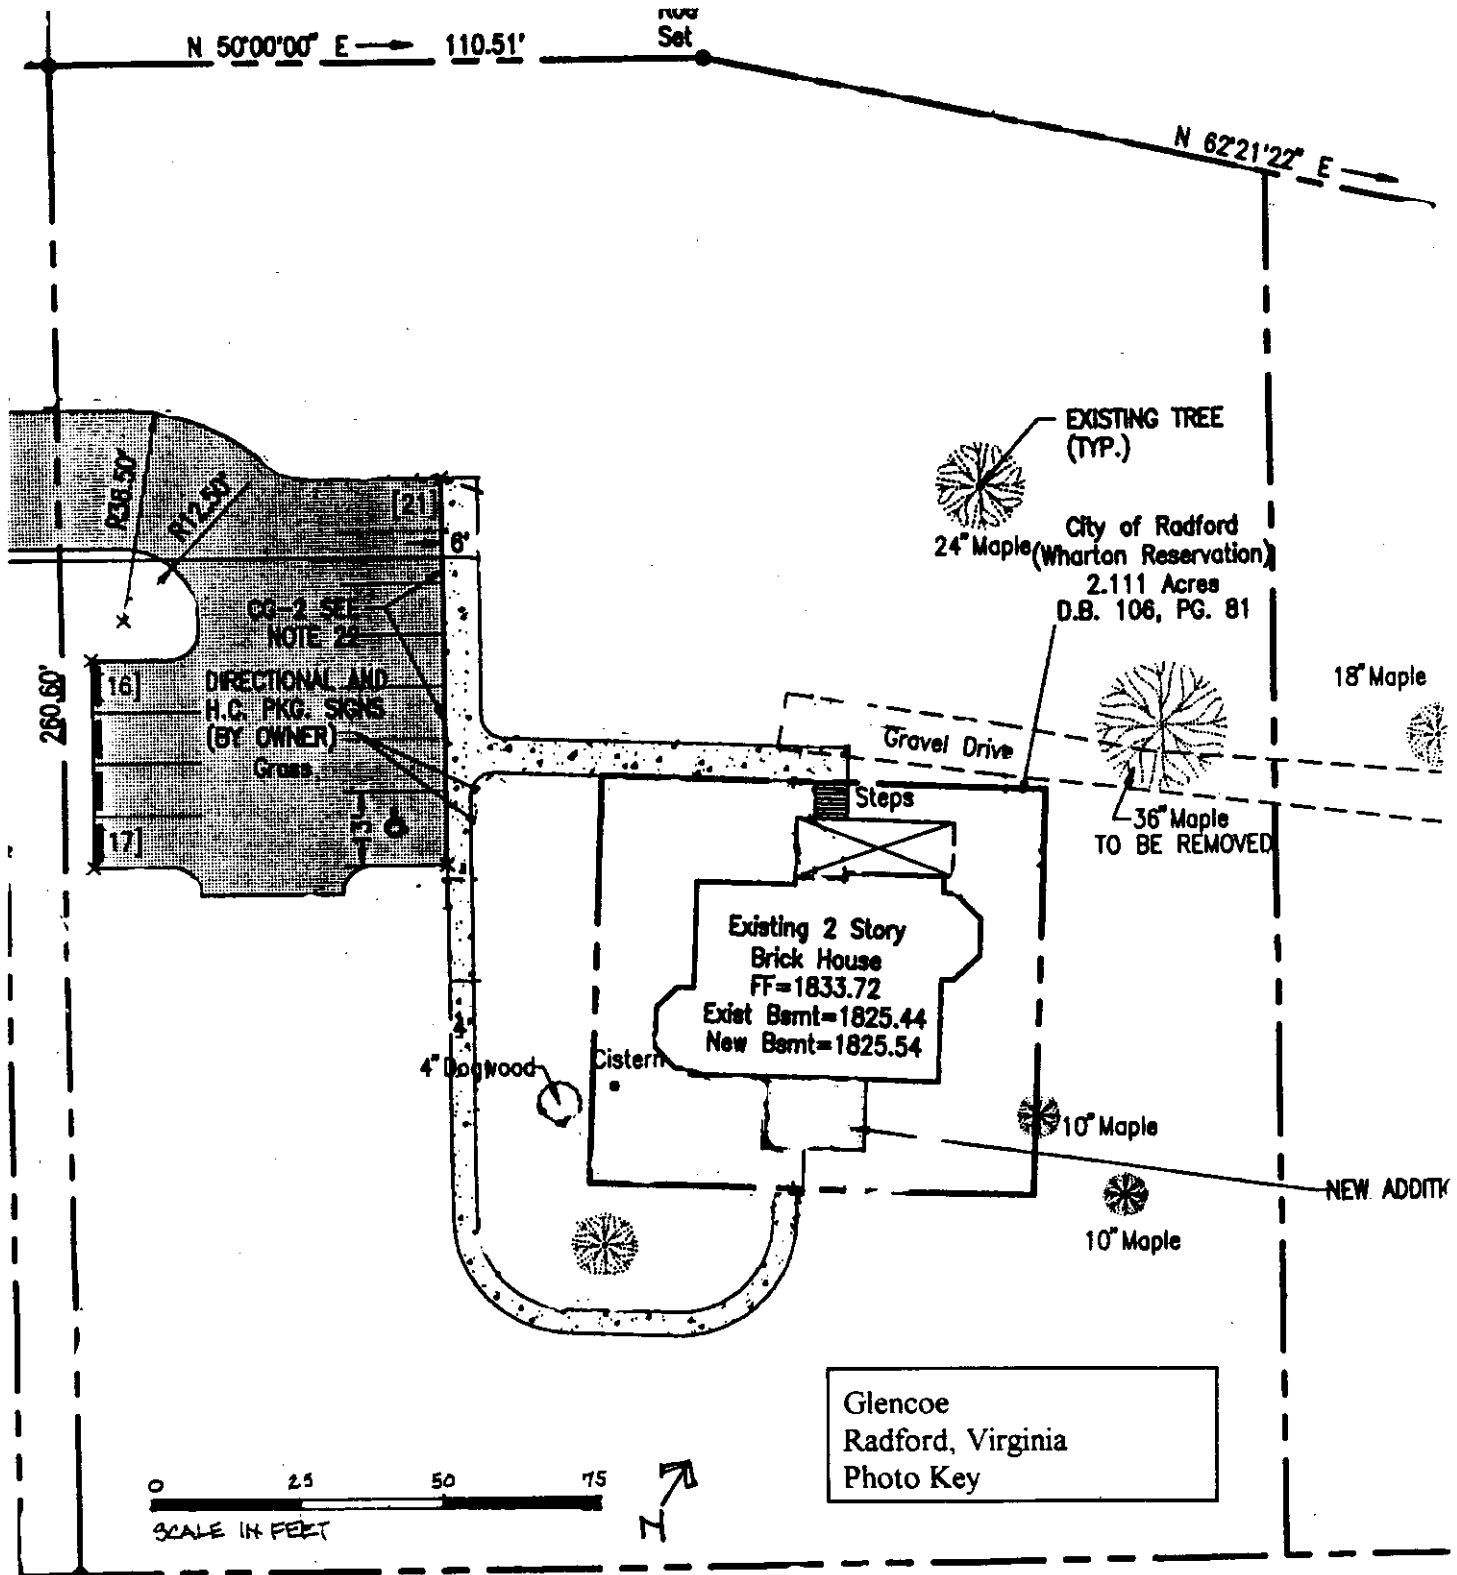 Set
N 50°00'00" E 110.51'
N 62°21'22" E
EXISTING TREE
(TYP.)
R38.50'
R12.50'
[21]
6'
24" Maple
City of Radford
(Wharton Reservation)
2.111 Acres
D.B. 106, PG. 81
CG-2 SEE
NOTE 22
260.60'
[16]
DIRECTIONAL AND
H.C. PKG. SIGNS
(BY OWNER)
Grass
18" Maple
Gravel Drive
Steps
36" Maple
TO BE REMOVED
13'
[17]
Existing 2 Story
Brick House
FF=1833.72
Exist Bsmt=1825.44
New Bsmt=1825.54
4'
4" Dogwood
Cistern
10" Maple
NEW ADDITI
10" Maple
Glencoe
Radford, Virginia
Photo Key
0 25 50 75
SCALE IN FEET
N